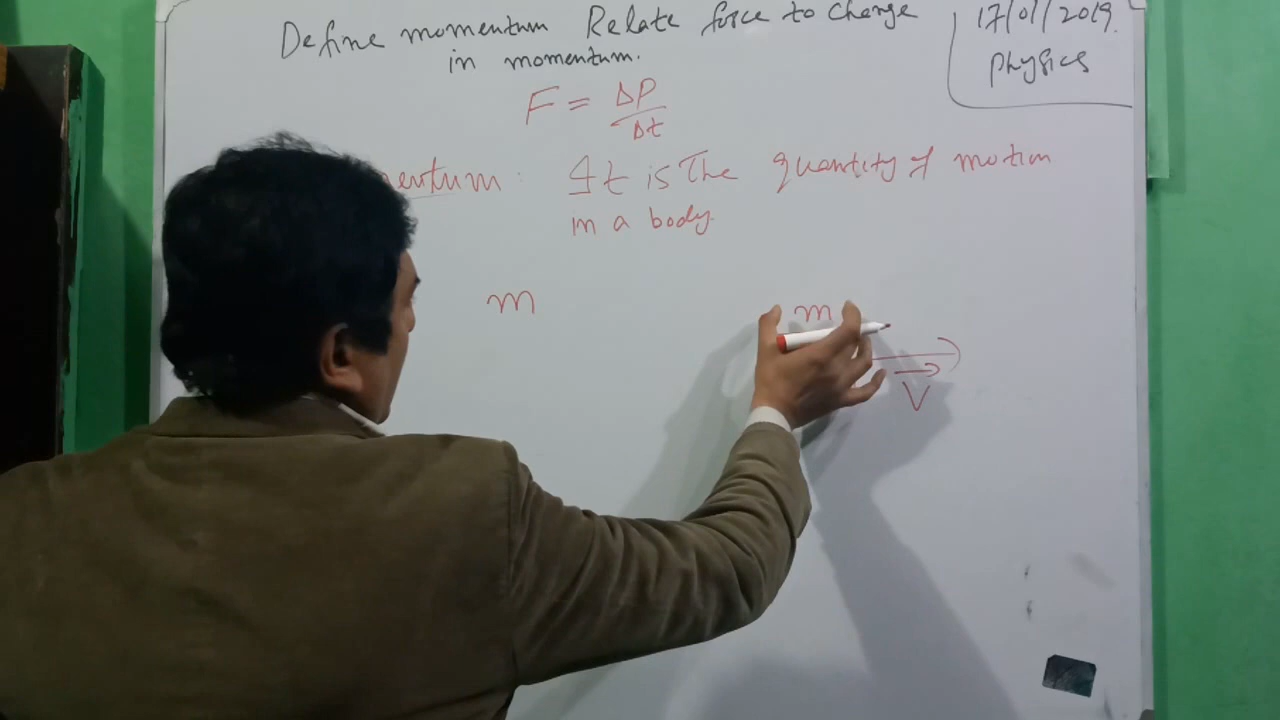 Define momentum Relate force to change
in momentum.
17/01/2019.
physics
F = ΔP/Δt
mentum: It is The quantity of motion
in a body.
m
m
V